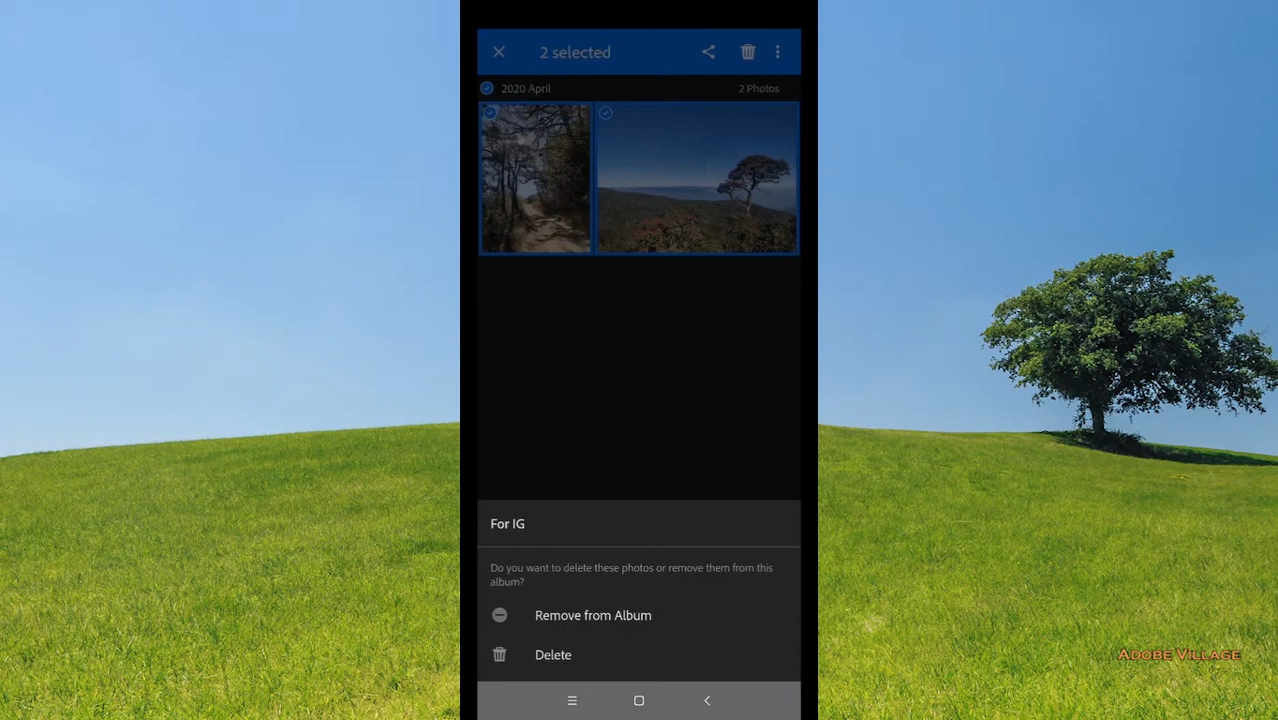 2 selected
2020 April
2 Photos
For IG
Do you want to delete these photos or remove them from this
album?
Remove from Album
Delete
ADOBE VILLAGE